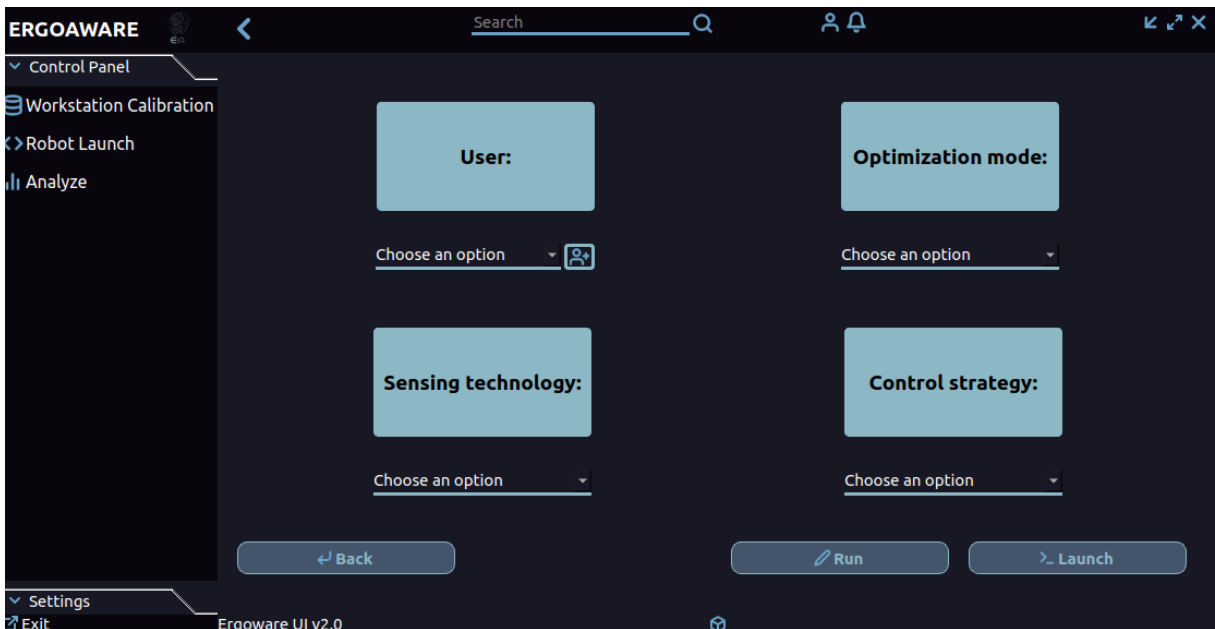 ERGOAWARE
EA
Search
Control Panel
Workstation Calibration
Robot Launch
Analyze
User:
Optimization mode:
Choose an option
Choose an option
Sensing technology:
Control strategy:
Choose an option
Choose an option
Back
Run
Launch
Settings
Exit
Ergoware UI v2.0